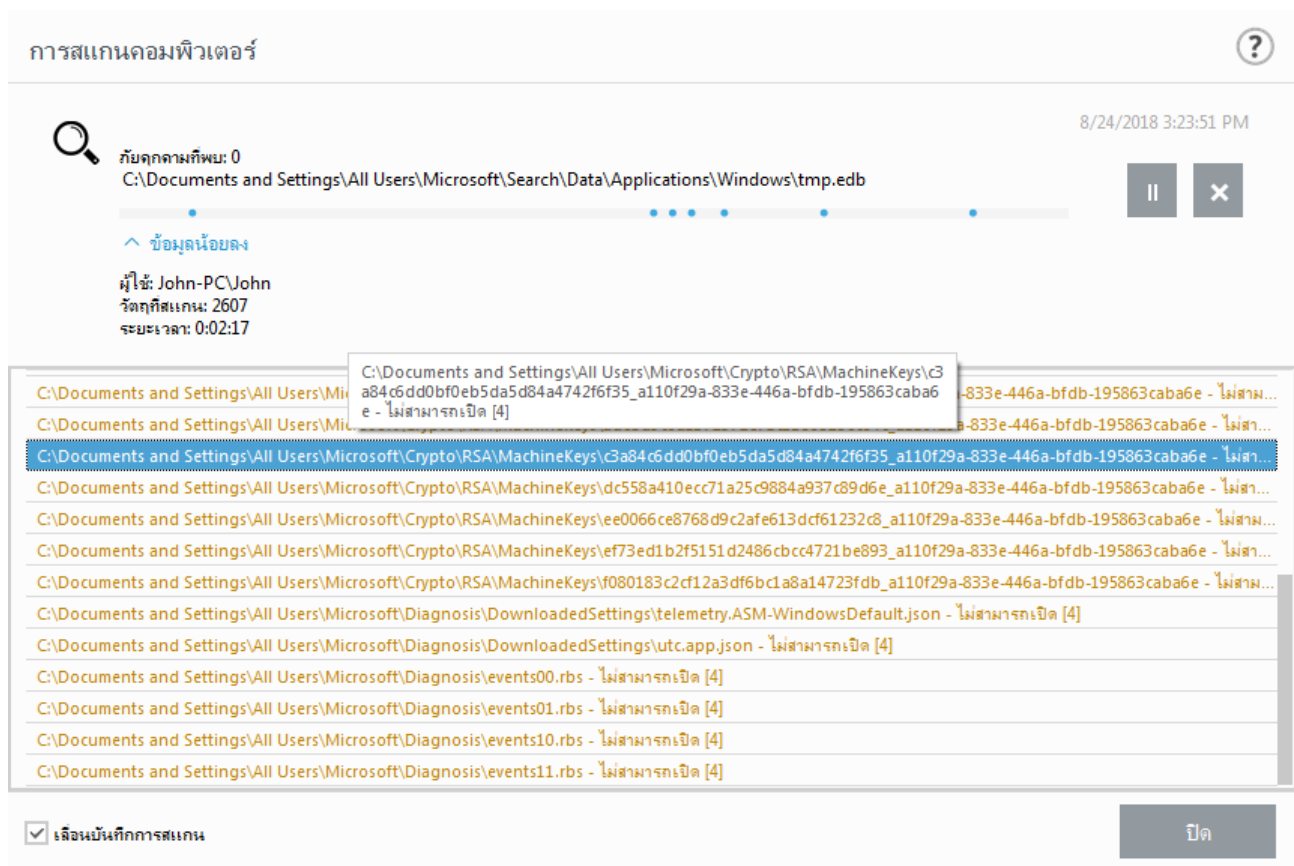 การสแกนคอมพิวเตอร์
?
8/24/2018 3:23:51 PM
ภัยคุกคามที่พบ: 0
C:\Documents and Settings\All Users\Microsoft\Search\Data\Applications\Windows\tmp.edb
ข้อมูลน้อยลง
ผู้ใช้: John-PC\John
วัตถุที่สแกน: 2607
ระยะเวลา: 0:02:17
C:\Documents and Settings\All Users\Microsoft\Crypto\RSA\MachineKeys\c3
a84c6dd0bf0eb5da5d84a4742f6f35_a110f29a-833e-446a-bfdb-195863caba6
e - ไม่สามารถเปิด [4]
C:\Documents and Settings\All Users\Mi -833e-446a-bfdb-195863caba6e - ไม่สาม...
C:\Documents and Settings\All Users\Mic -833e-446a-bfdb-195863caba6e - ไม่สา...
C:\Documents and Settings\All Users\Microsoft\Crypto\RSA\MachineKeys\c3a84c6dd0bf0eb5da5d84a4742f6f35_a110f29a-833e-446a-bfdb-195863caba6e - ไม่สา...
C:\Documents and Settings\All Users\Microsoft\Crypto\RSA\MachineKeys\dc558a410ecc71a25c9884a937c89d6e_a110f29a-833e-446a-bfdb-195863caba6e - ไม่สา...
C:\Documents and Settings\All Users\Microsoft\Crypto\RSA\MachineKeys\ee0066ce8768d9c2afe613dcf61232c8_a110f29a-833e-446a-bfdb-195863caba6e - ไม่สาม...
C:\Documents and Settings\All Users\Microsoft\Crypto\RSA\MachineKeys\ef73ed1b2f5151d2486cbcc4721be893_a110f29a-833e-446a-bfdb-195863caba6e - ไม่สา...
C:\Documents and Settings\All Users\Microsoft\Crypto\RSA\MachineKeys\f080183c2cf12a3df6bc1a8a14723fdb_a110f29a-833e-446a-bfdb-195863caba6e - ไม่สาม...
C:\Documents and Settings\All Users\Microsoft\Diagnosis\DownloadedSettings\telemetry.ASM-WindowsDefault.json - ไม่สามารถเปิด [4]
C:\Documents and Settings\All Users\Microsoft\Diagnosis\DownloadedSettings\utc.app.json - ไม่สามารถเปิด [4]
C:\Documents and Settings\All Users\Microsoft\Diagnosis\events00.rbs - ไม่สามารถเปิด [4]
C:\Documents and Settings\All Users\Microsoft\Diagnosis\events01.rbs - ไม่สามารถเปิด [4]
C:\Documents and Settings\All Users\Microsoft\Diagnosis\events10.rbs - ไม่สามารถเปิด [4]
C:\Documents and Settings\All Users\Microsoft\Diagnosis\events11.rbs - ไม่สามารถเปิด [4]
เลื่อนบันทึกการสแกน
ปิด